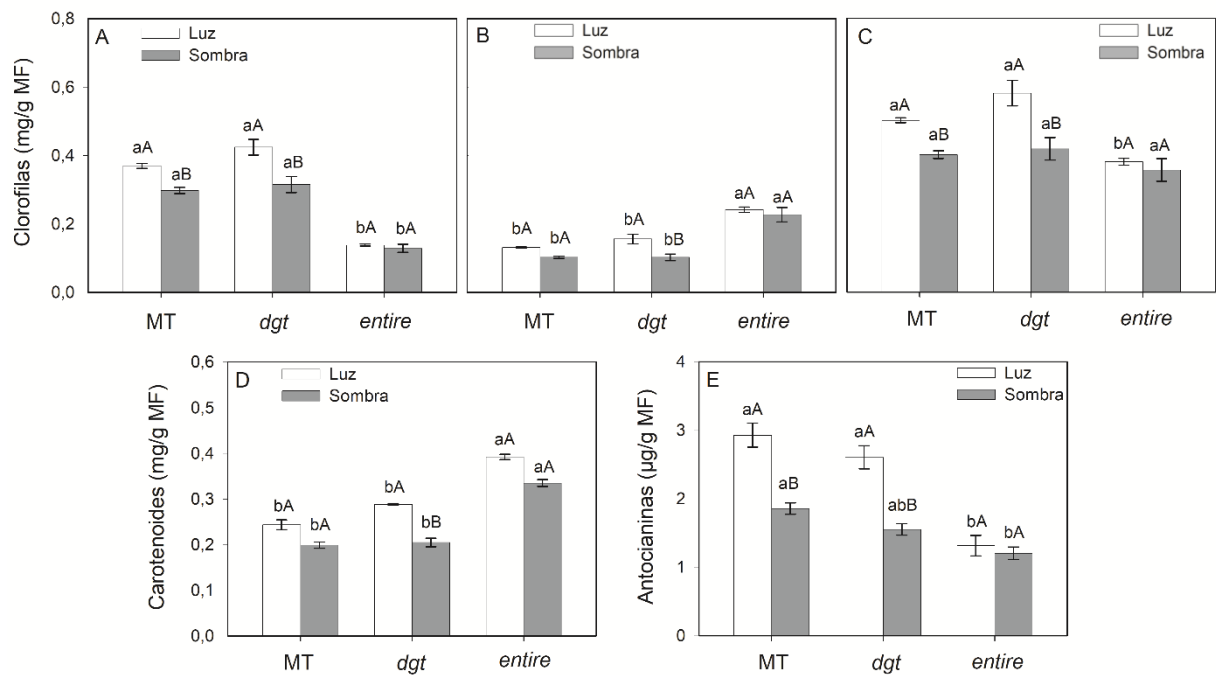 Clorofilas (mg/g MF)
0,8
0,6
0,4
0,2
0,0
A
Luz
Sombra
aA
aB
aA
aB
bA
bA
MT
dgt
entire
B
Luz
Sombra
bA
bA
bA
bB
aA
aA
MT
dgt
entire
C
Luz
Sombra
aA
aB
aA
aB
bA
aA
MT
dgt
entire
Carotenoides (mg/g MF)
0,6
0,5
0,4
0,3
0,2
0,1
0,0
D
Luz
Sombra
bA
bA
bA
bB
aA
aA
MT
dgt
entire
Antocianinas (µg/g MF)
4
3
2
1
0
E
Luz
Sombra
aA
aB
aA
abB
bA
bA
MT
dgt
entire